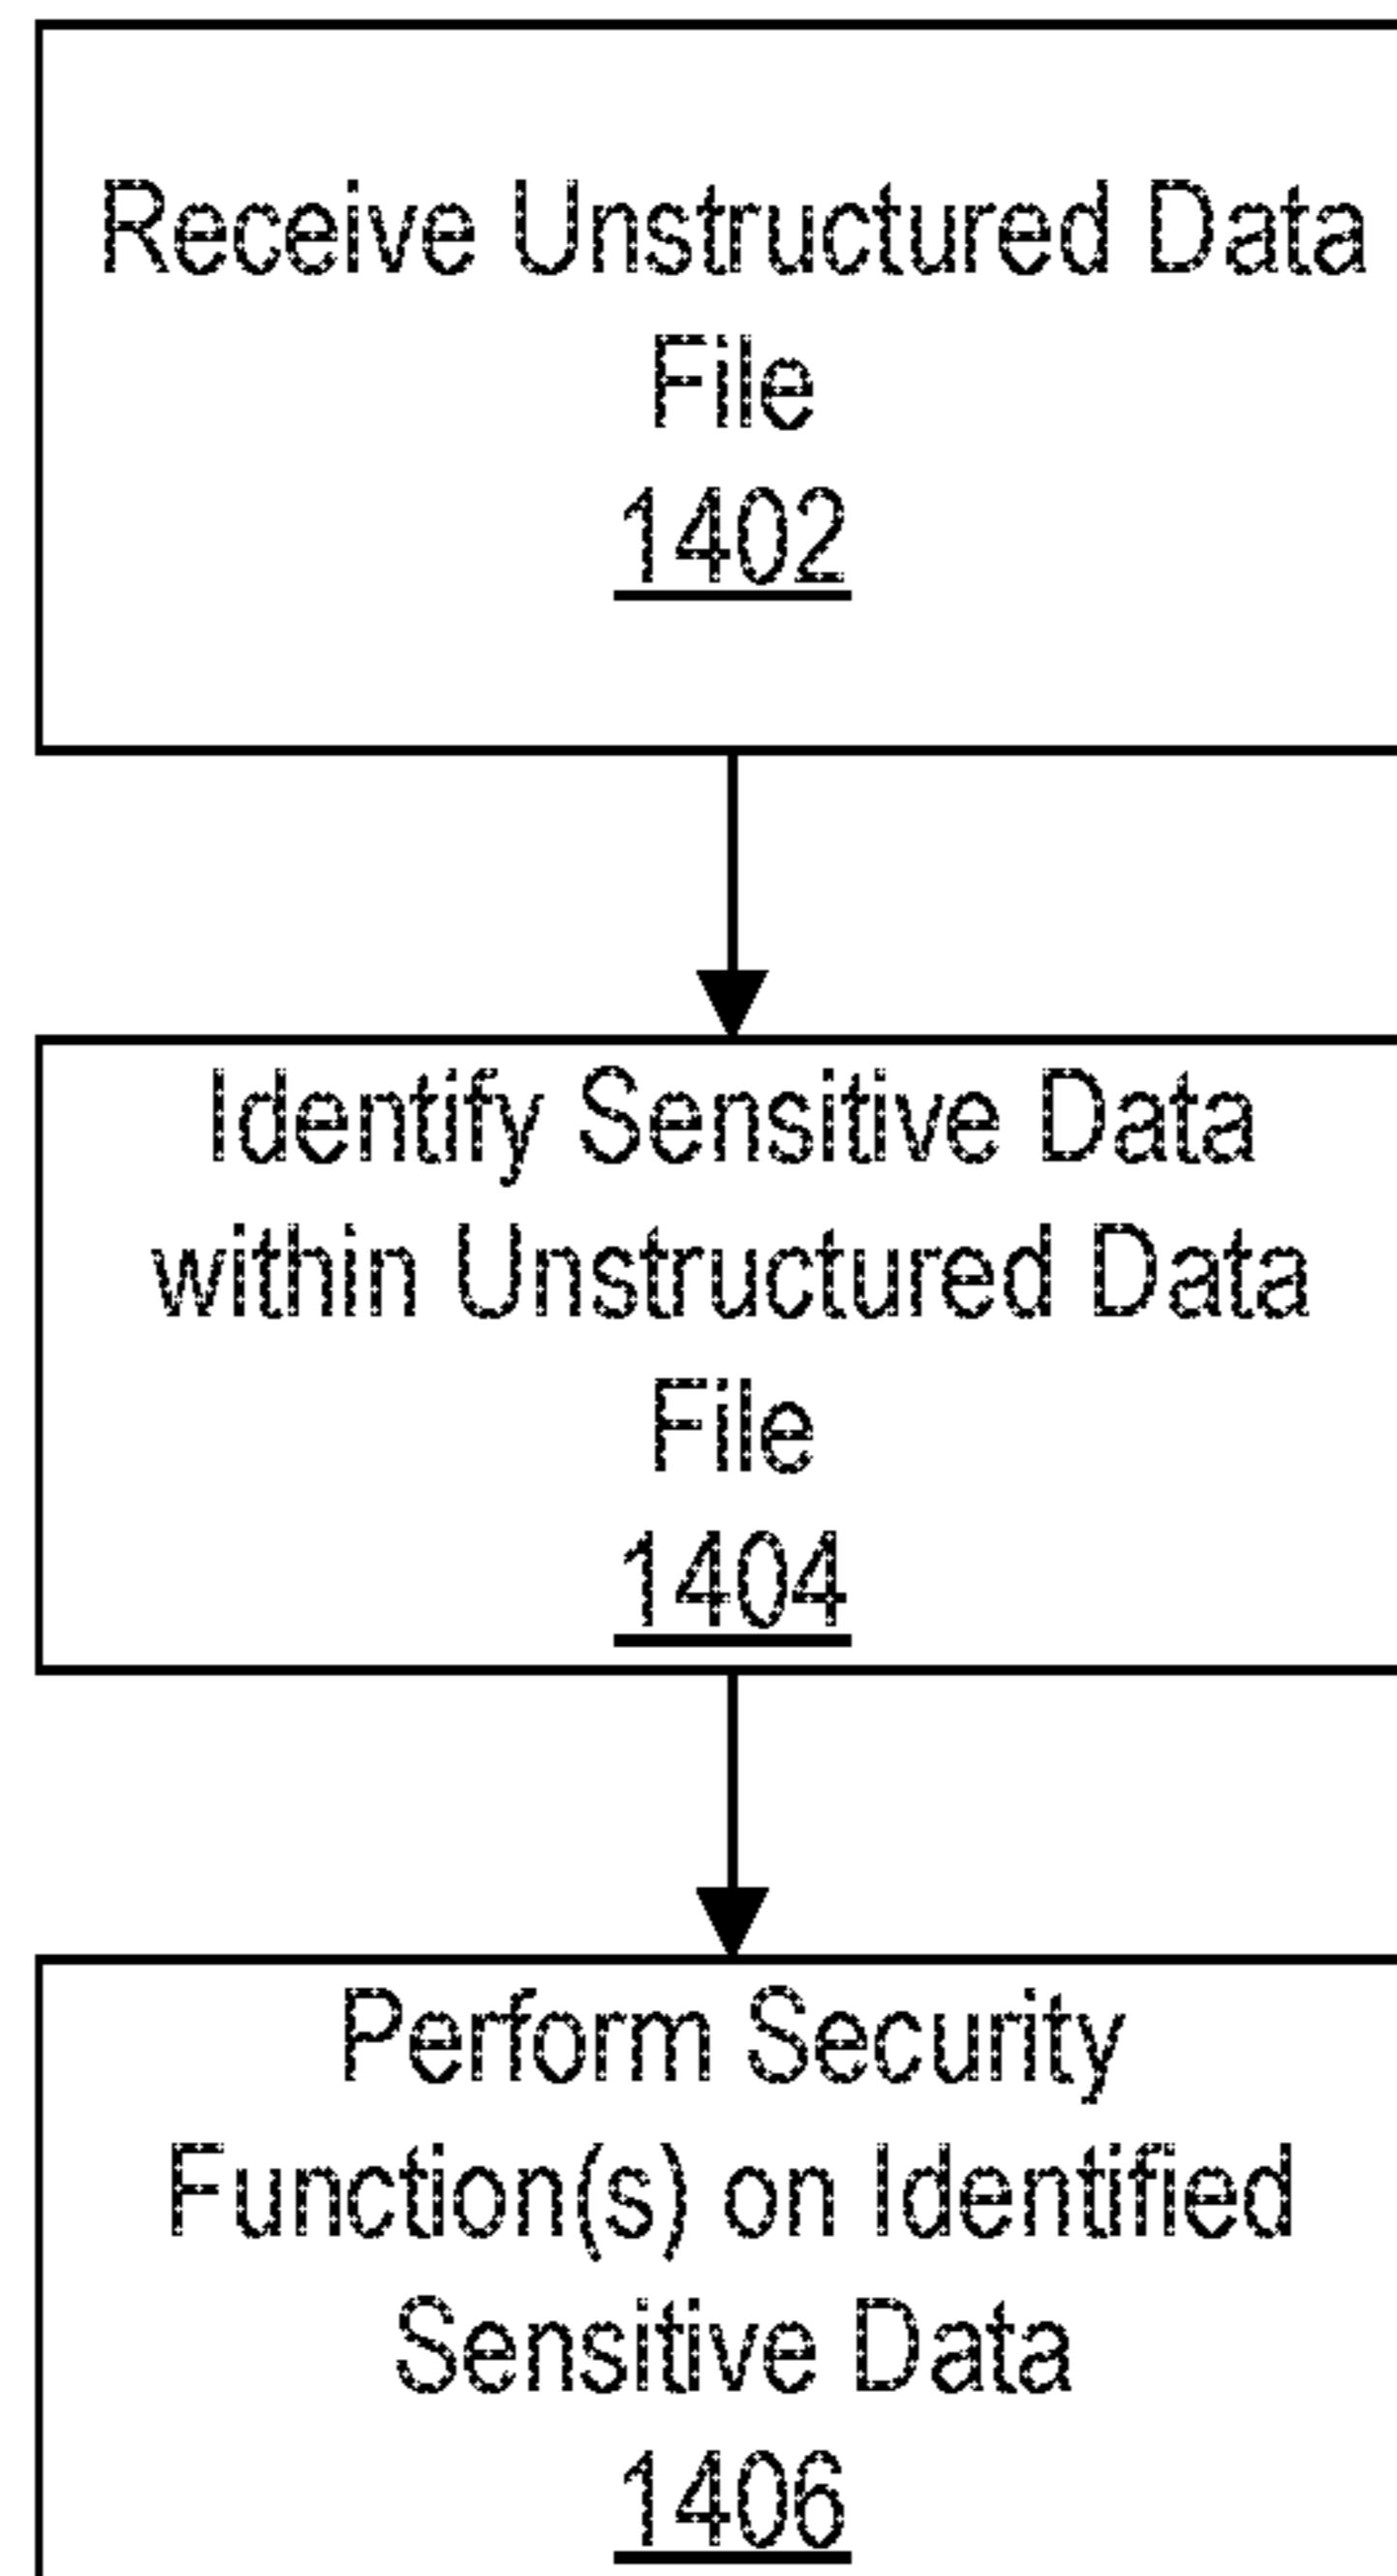 Receive Unstructured Data
File
1402
Identify Sensitive Data
within Unstructured Data
File
1404
Perform Security
Function(s) on Identified
Sensitive Data
1406